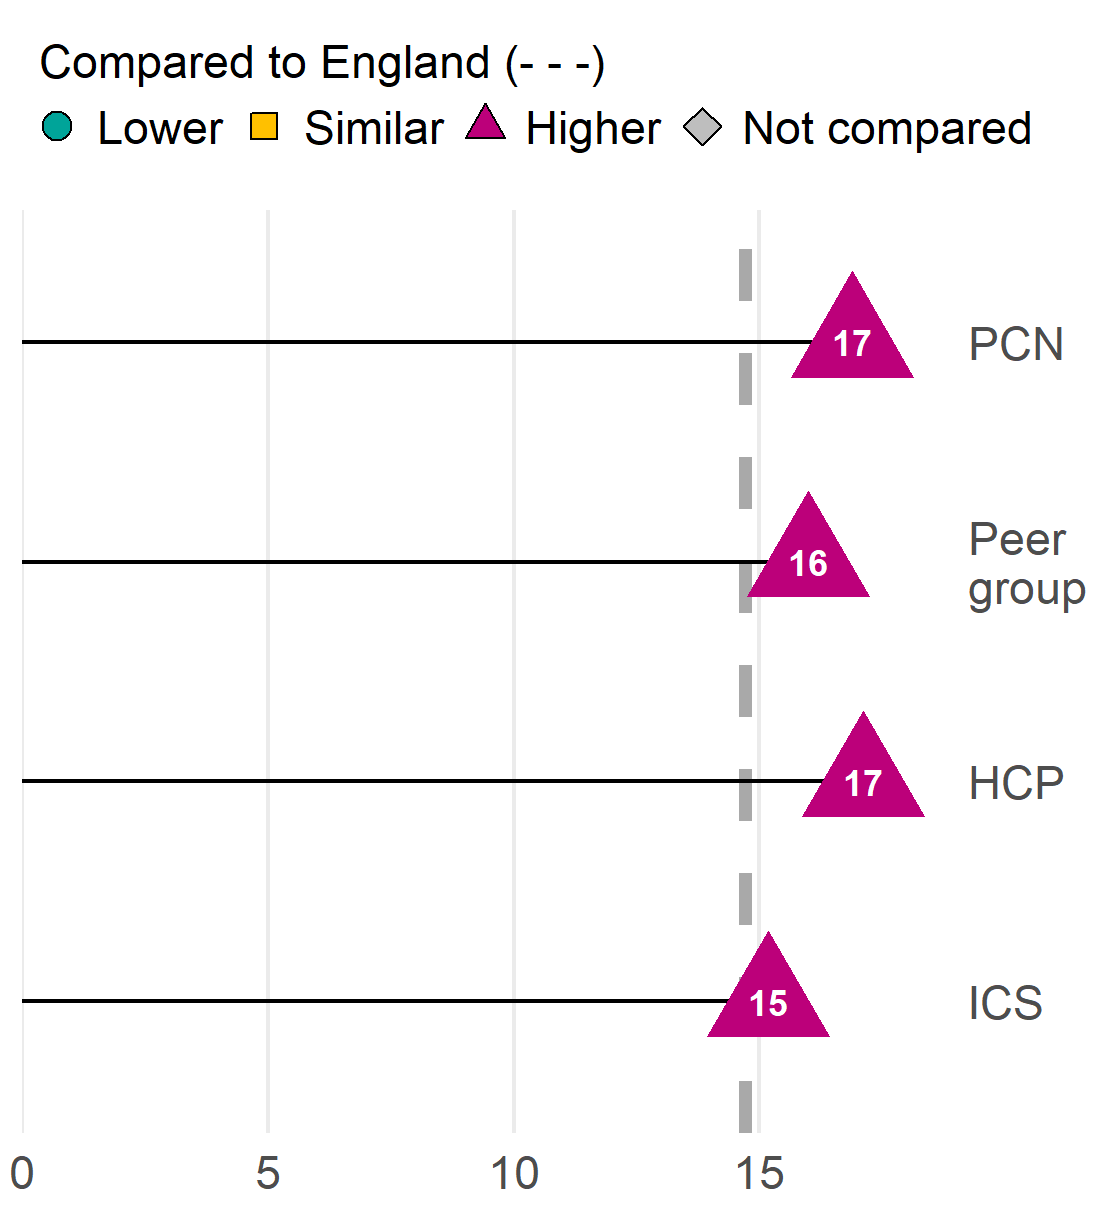 Compared to England (- - -)
Lower Similar Higher Not compared
17 PCN
16 Peer
group
17 HCP
15 ICS
0 5 10 15